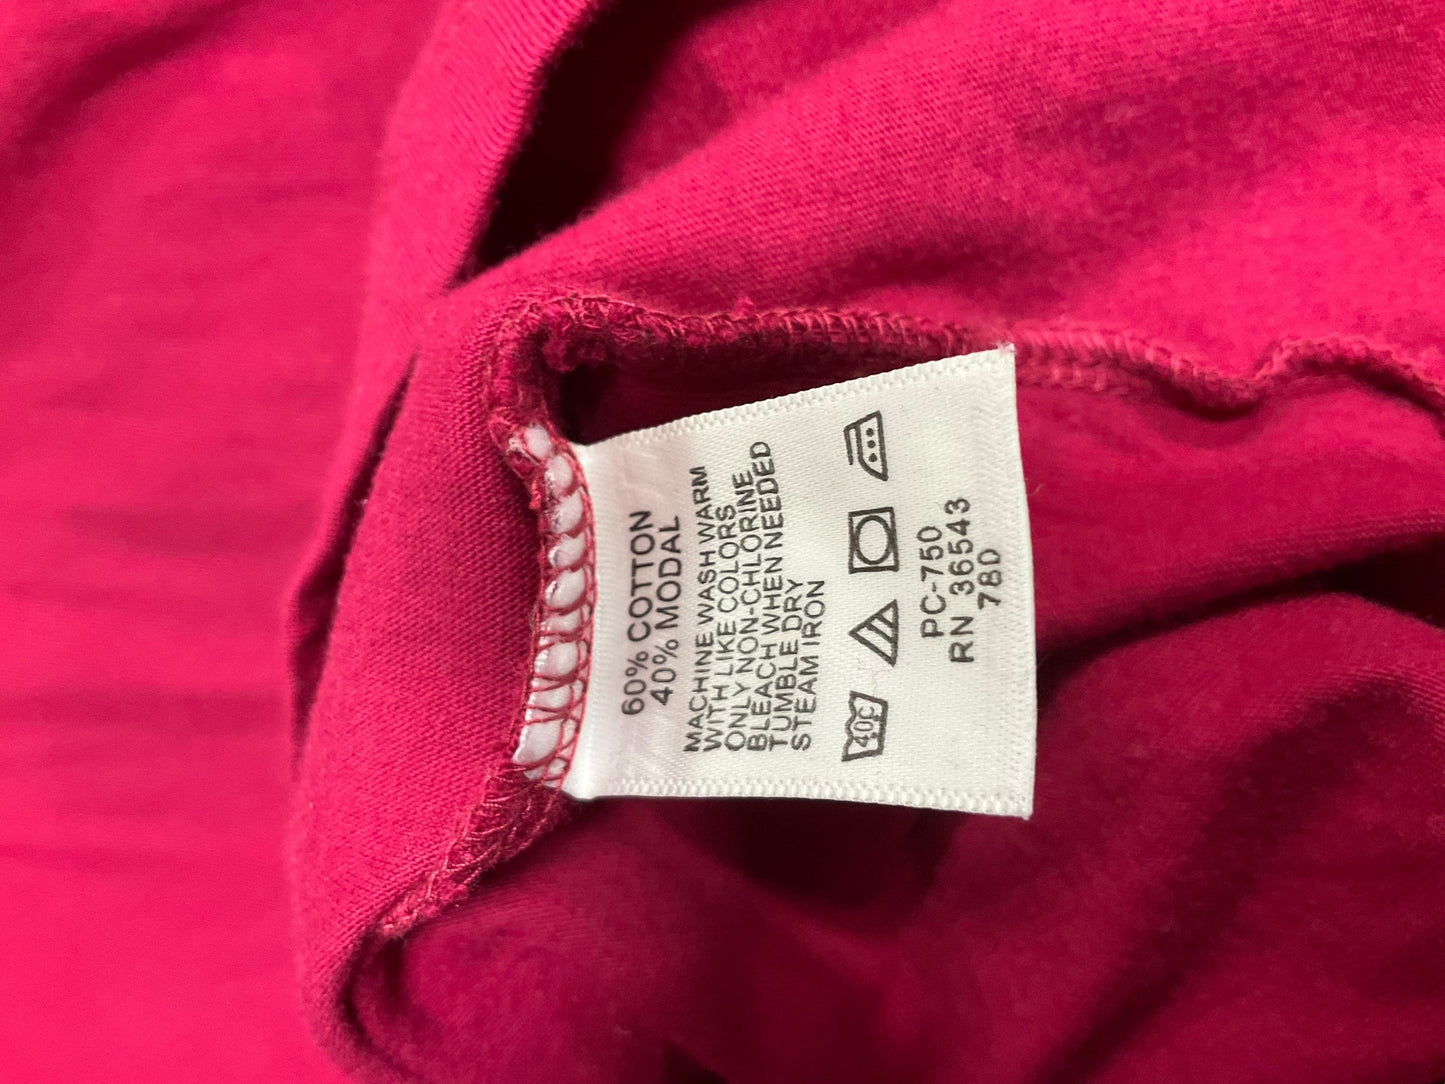 60% COTTON
40% MODAL
MACHINE WASH WARM
WITH LIKE COLORS
ONLY NON-CHLORINE
BLEACH WHEN NEEDED
TUMBLE DRY
STEAM IRON
40C
PC-750
RN 36543
780